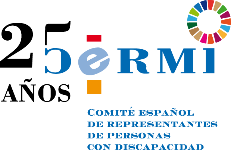 25 cermi
AÑOS
COMITÉ ESPAÑOL
DE REPRESENTANTES
DE PERSONAS
CON DISCAPACIDAD